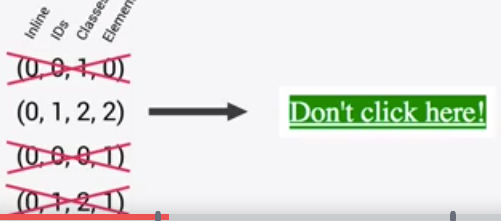 Inline
IDs
Classes
(0, 0, 1, 0)
(0, 1, 2, 2)
Don't click here!
(0, 0, 0, 1)
(0, 1, 2, 1)